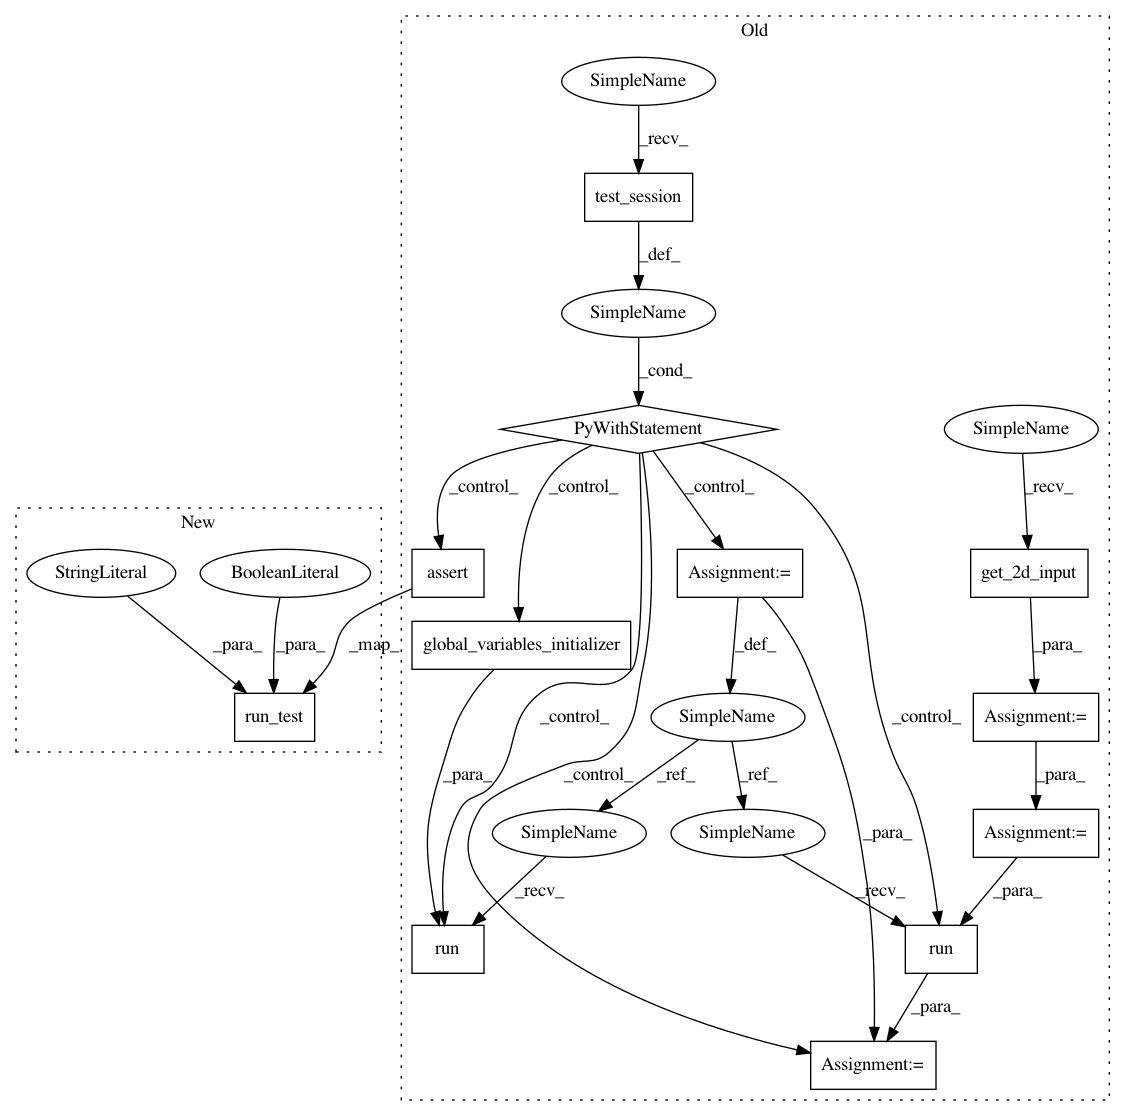 Old
SimpleName
_recv_
test_session
_def_
SimpleName
_cond_
PyWithStatement
SimpleName
_control_
_control_
_control_
_recv_
New
StringLiteral
BooleanLiteral
assert
Assignment:=
get_2d_input
_para_
_para_
_map_
global_variables_initializer
_def_
_para_
run_test
_control_
SimpleName
_control_
Assignment:=
_para_
_control_
_ref_
_ref_
_para_
SimpleName
SimpleName
_para_
Assignment:=
_recv_
_recv_
_para_
run
run
_para_
Assignment:=